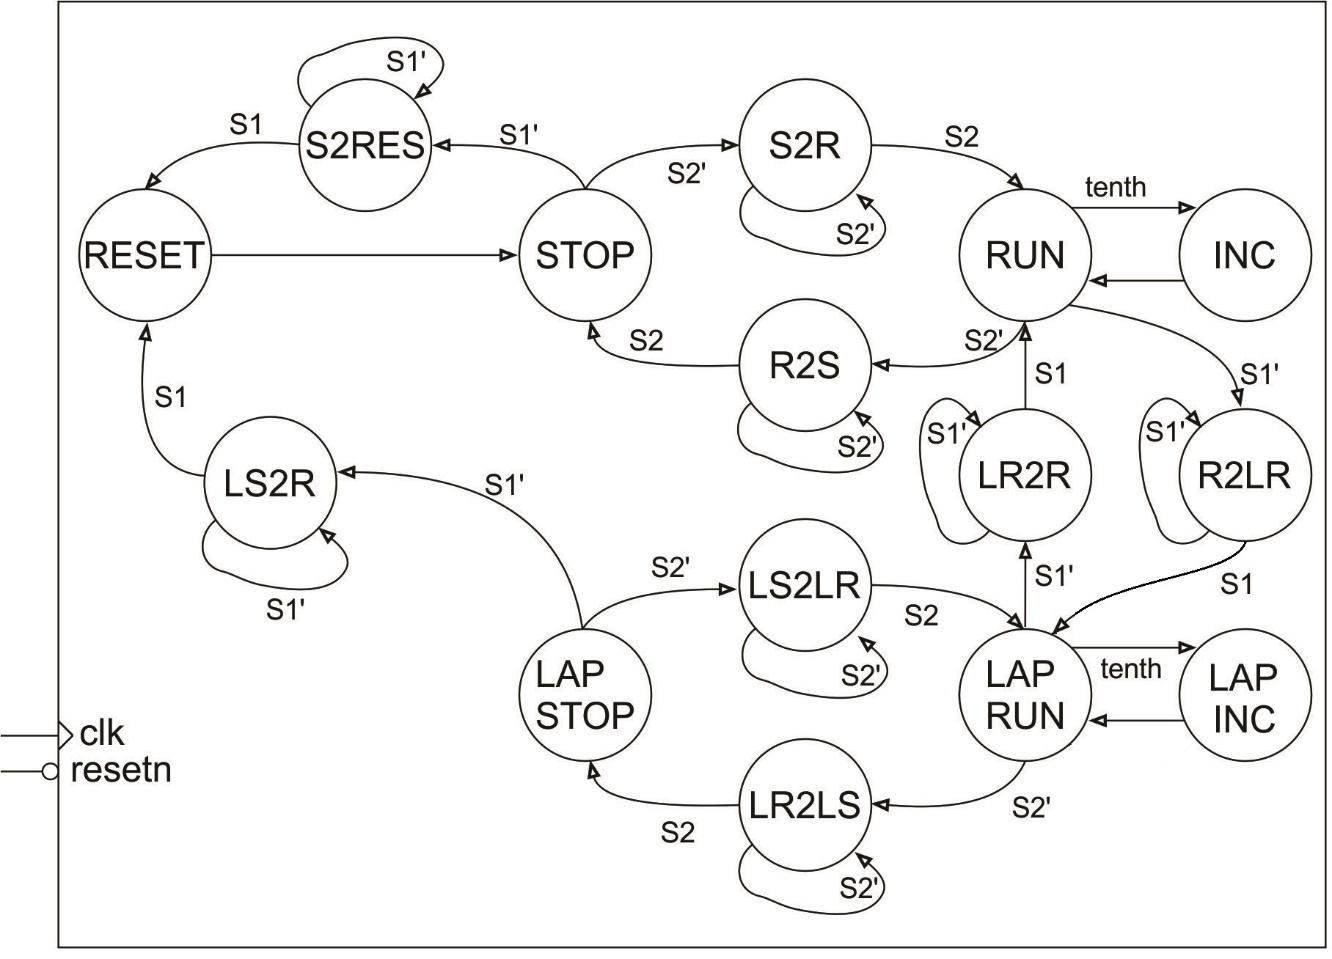 S1'
S1
S2RES
S1'
S2'
S2R
S2'
S2
tenth
RESET
STOP
RUN
INC
S2
R2S
S2'
S2'
S1
S1'
S1
S1'
LR2R
S1'
R2LR
LS2R
S1'
S1'
S1'
S1
S2'
LS2LR
S2'
S2
tenth
LAP
STOP
LAP
RUN
LAP
INC
S2
LR2LS
S2'
S2'
clk
resetn